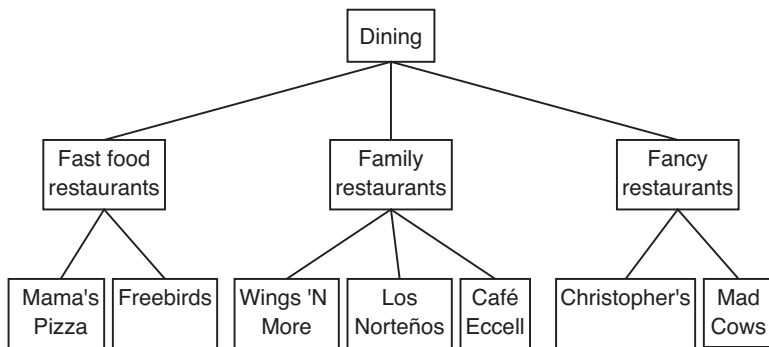 Dining
Fast food
restaurants
Family
restaurants
Fancy
restaurants
Mama's
Pizza
Freebirds
Wings 'N
More
Los
Norteños
Café
Eccell
Christopher's
Mad
Cows